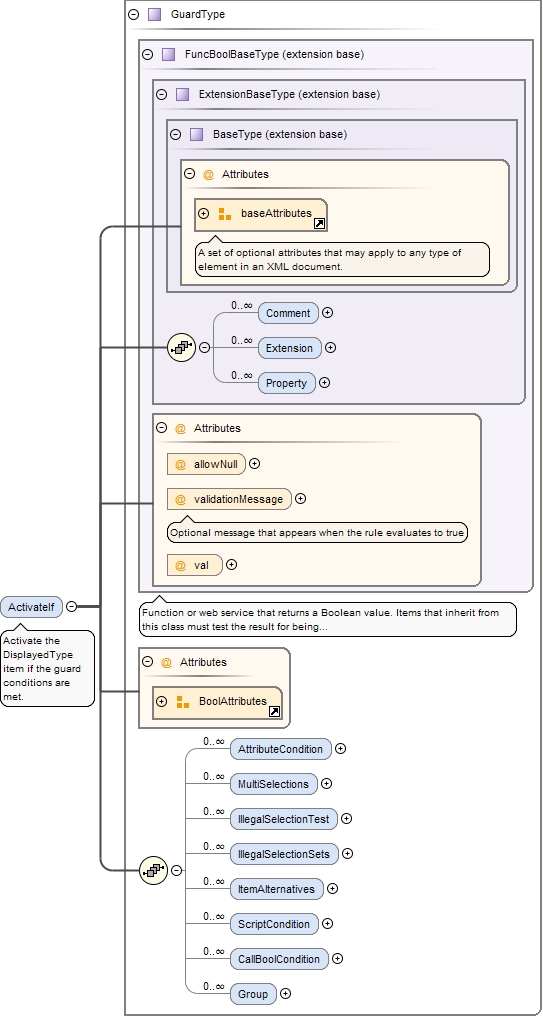 GuardType
FuncBoolBaseType (extension base)
ExtensionBaseType (extension base)
BaseType (extension base)
@ Attributes
baseAttributes
A set of optional attributes that may apply to any type of
element in an XML document.
0..∞
Comment
0..∞
Extension
0..∞
Property
@ Attributes
@ allowNull
@ validationMessage
Optional message that appears when the rule evaluates to true
@ val
ActivateIf
Activate the
DisplayedType
item if the guard
conditions are
met.
Function or web service that returns a Boolean value. Items that inherit from
this class must test the result for being...
@ Attributes
BoolAttributes
0..∞
AttributeCondition
0..∞
MultiSelections
0..∞
IllegalSelectionTest
0..∞
IllegalSelectionSets
0..∞
ItemAlternatives
0..∞
ScriptCondition
0..∞
CallBoolCondition
0..∞
Group